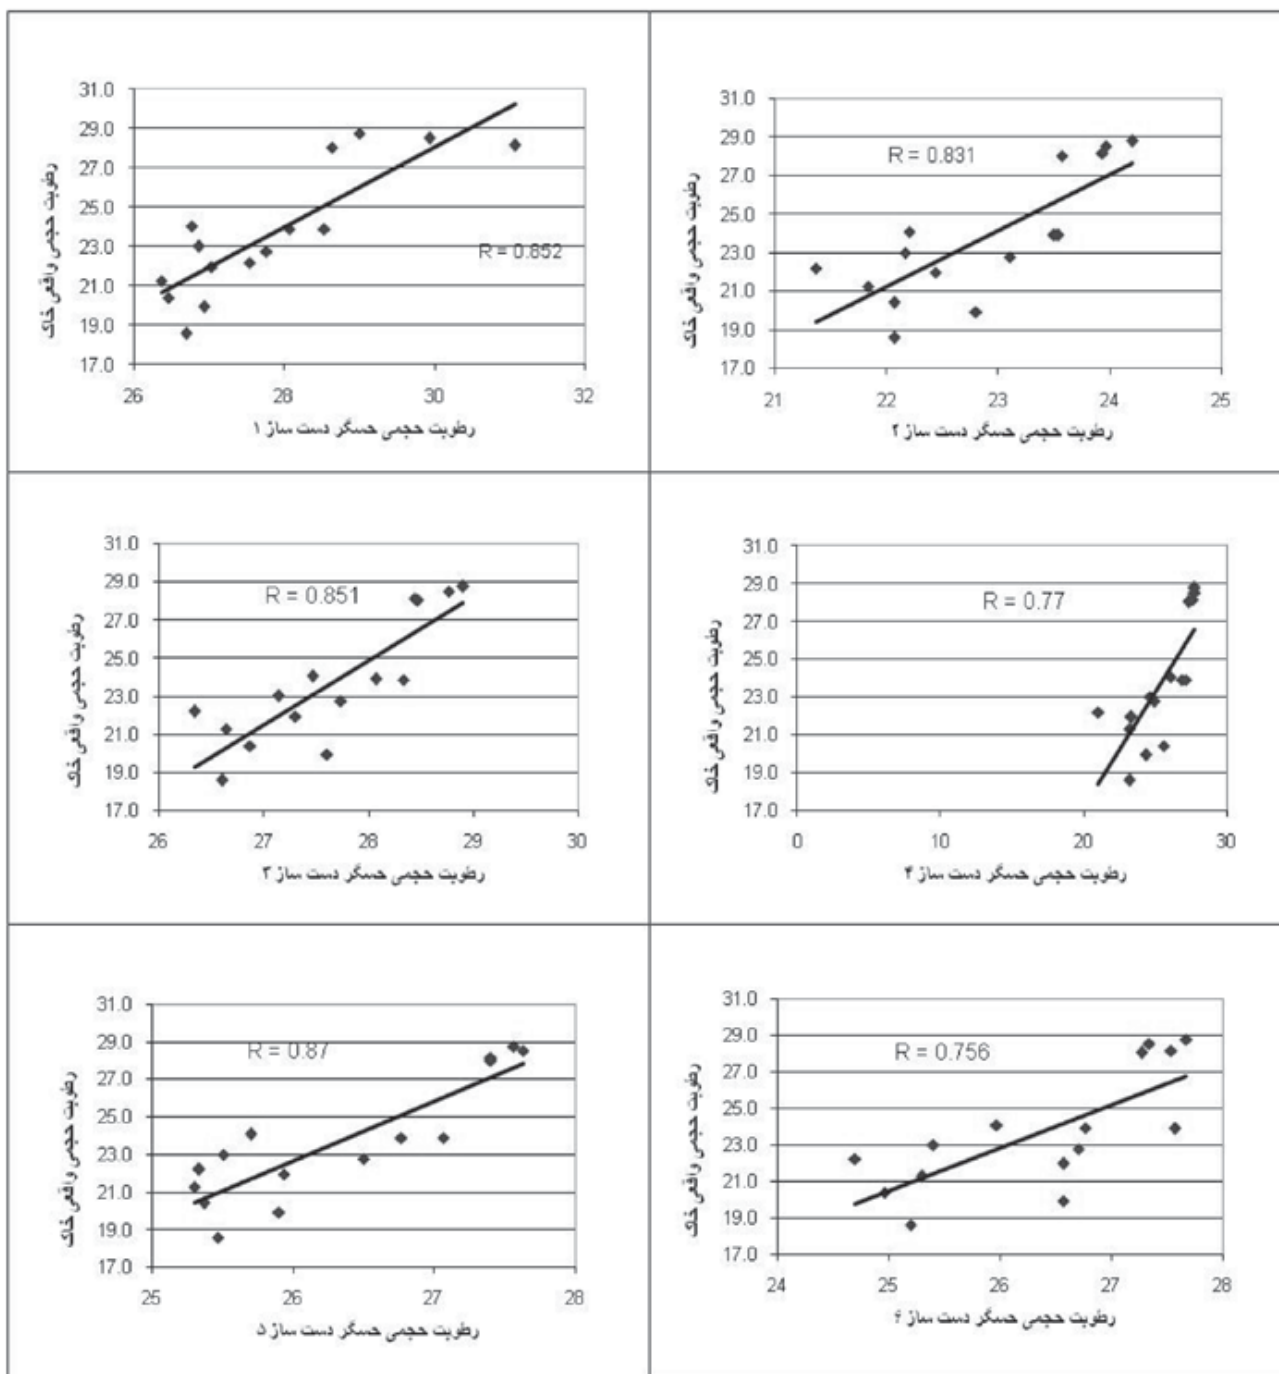 رطوبت حجمی واقعی خاک
31.0
29.0
27.0
25.0
23.0
21.0
19.0
17.0
R = 0.852
26 28 30 32
رطوبت حجمی حسگر دست ساز ۱
رطوبت حجمی واقعی خاک
31.0
29.0
27.0
25.0
23.0
21.0
19.0
17.0
R = 0.831
21 22 23 24 25
رطوبت حجمی حسگر دست ساز ۲
رطوبت حجمی واقعی خاک
31.0
29.0
27.0
25.0
23.0
21.0
19.0
17.0
R = 0.851
26 27 28 29 30
رطوبت حجمی حسگر دست ساز ۳
رطوبت حجمی واقعی خاک
31.0
29.0
27.0
25.0
23.0
21.0
19.0
17.0
R = 0.77
0 10 20 30
رطوبت حجمی حسگر دست ساز ۴
رطوبت حجمی واقعی خاک
31.0
29.0
27.0
25.0
23.0
21.0
19.0
17.0
R = 0.87
25 26 27 28
رطوبت حجمی حسگر دست ساز ۵
رطوبت حجمی واقعی خاک
31.0
29.0
27.0
25.0
23.0
21.0
19.0
17.0
R = 0.756
24 25 26 27 28
رطوبت حجمی حسگر دست ساز ۶